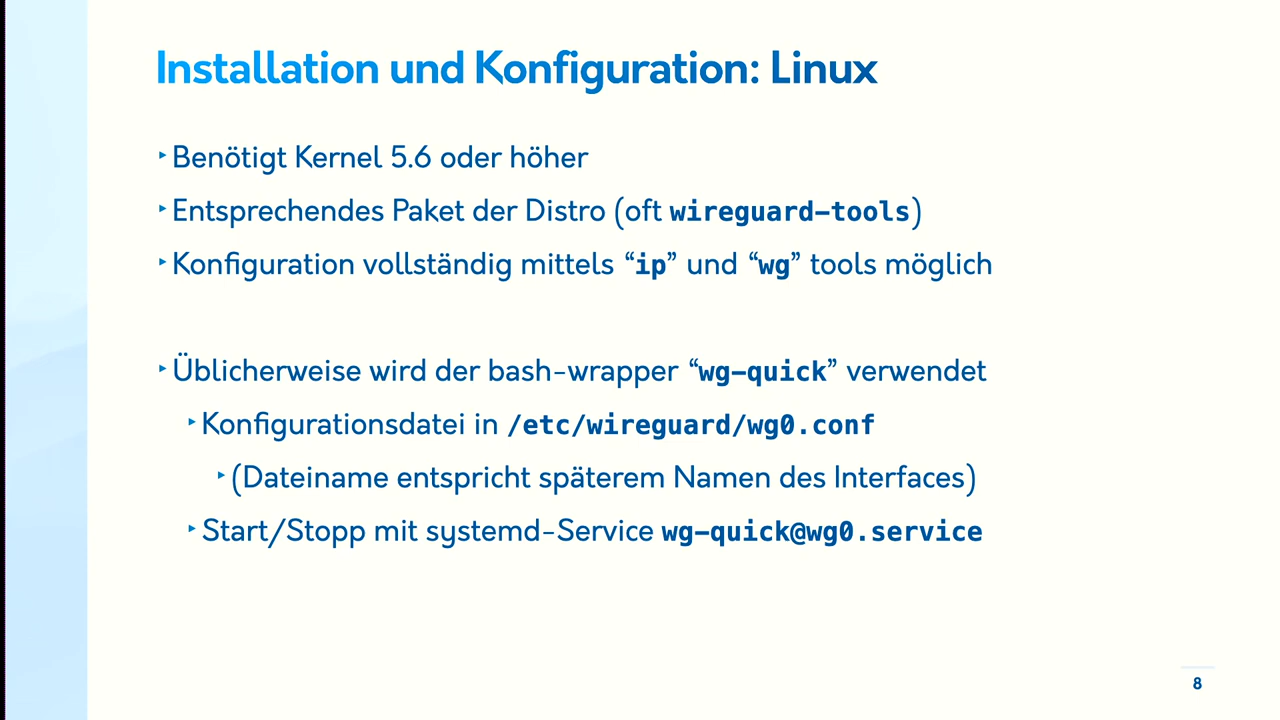 Installation und Konfiguration: Linux
‣ Benötigt Kernel 5.6 oder höher
‣ Entsprechendes Paket der Distro (oft wireguard-tools)
‣ Konfiguration vollständig mittels “ip” und “wg” tools möglich
‣ Üblicherweise wird der bash-wrapper “wg-quick” verwendet
‣ Konfigurationsdatei in /etc/wireguard/wg0.conf
‣ (Dateiname entspricht späterem Namen des Interfaces)
‣ Start/Stopp mit systemd-Service wg-quick@wg0.service
8